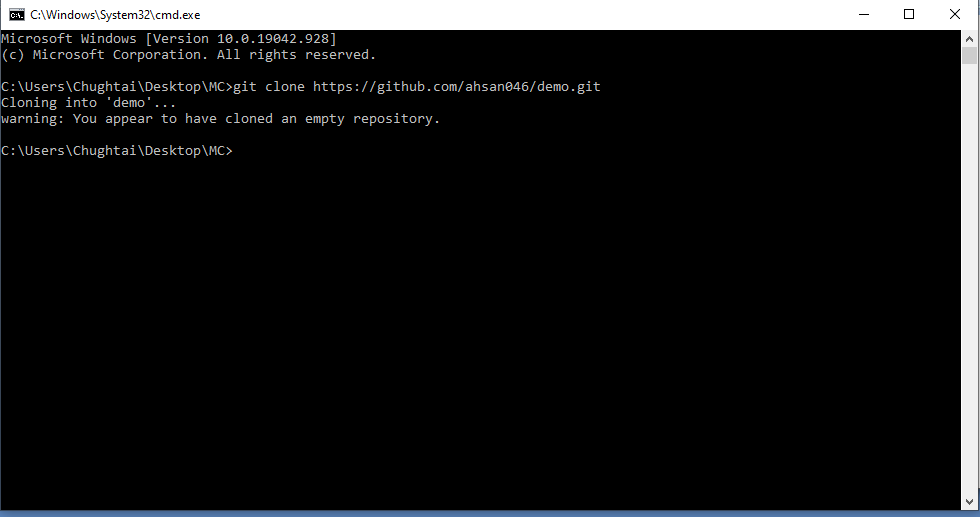 C:\Windows\System32\cmd.exe
Microsoft Windows [Version 10.0.19042.928]
(c) Microsoft Corporation. All rights reserved.
C:\Users\Chughtai\Desktop\MC>git clone https://github.com/ahsan046/demo.git
Cloning into 'demo'...
warning: You appear to have cloned an empty repository.
C:\Users\Chughtai\Desktop\MC>